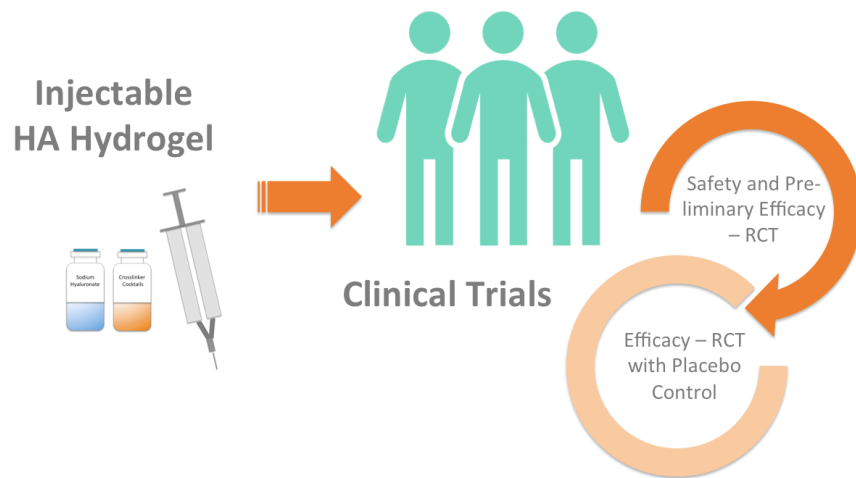 Injectable
HA Hydrogel
Sodium
Hyaluronate
Crosslinker
Cocktails
Clinical Trials
Safety and Pre-
liminary Efficacy
– RCT
Efficacy – RCT
with Placebo
Control